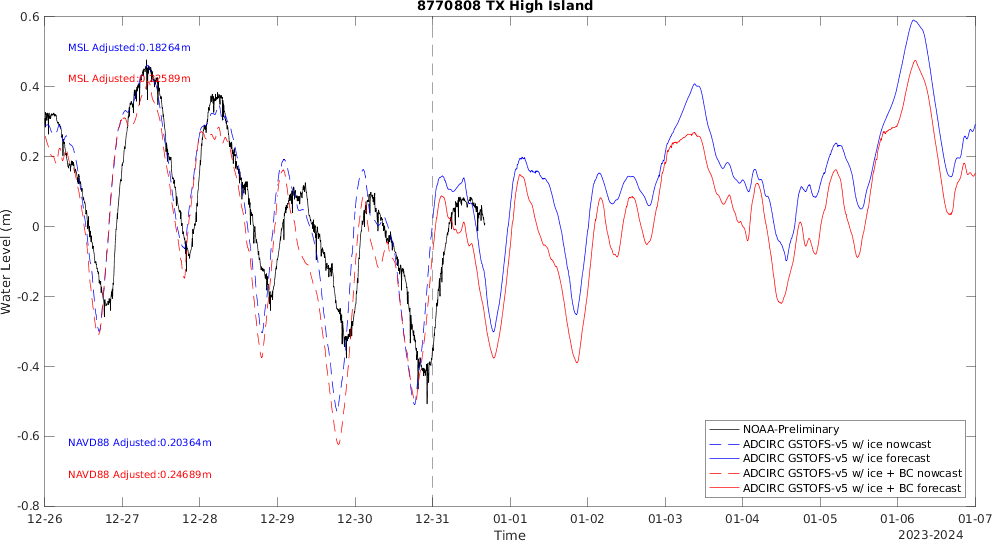 8770808 TX High Island
0.6
0.4
0.2
0
-0.2
-0.4
-0.6
-0.8
Water Level (m)
MSL Adjusted:0.18264m
MSL Adjusted:0.22589m
NAVD88 Adjusted:0.20364m
NAVD88 Adjusted:0.24689m
NOAA-Preliminary
ADCIRC GSTOFS-v5 w/ ice nowcast
ADCIRC GSTOFS-v5 w/ ice forecast
ADCIRC GSTOFS-v5 w/ ice + BC nowcast
ADCIRC GSTOFS-v5 w/ ice + BC forecast
12-26 12-27 12-28 12-29 12-30 12-31 01-01 01-02 01-03 01-04 01-05 01-06 01-07
Time
2023-2024